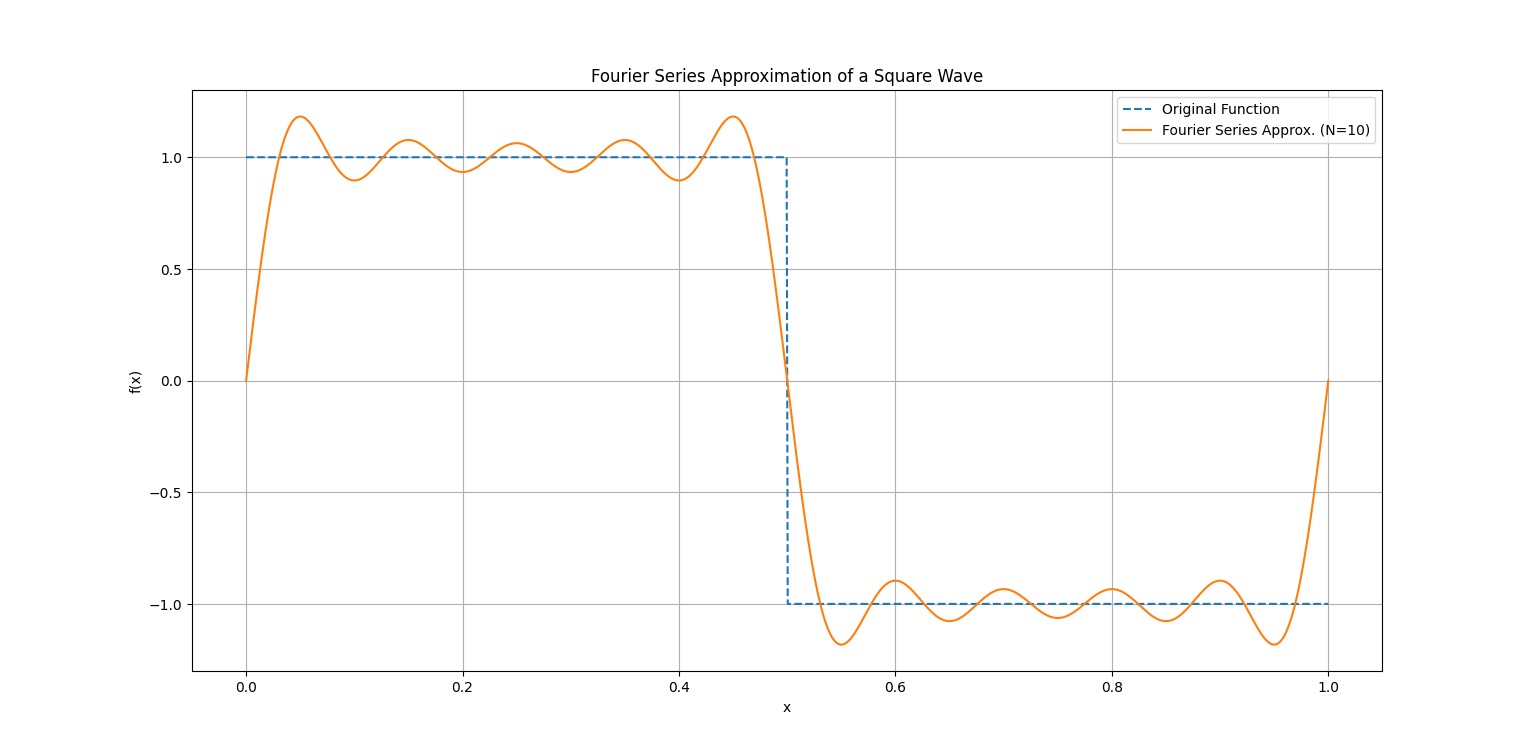 Fourier Series Approximation of a Square Wave
Original Function
Fourier Series Approx. (N=10)
1.0
0.5
0.0
−0.5
−1.0
f(x)
0.0
0.2
0.4
0.6
0.8
1.0
x